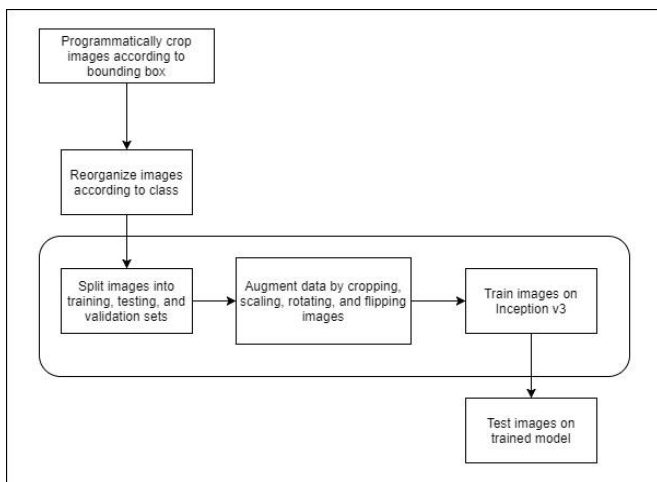 Programmatically crop
images according to
bounding box
Reorganize images
according to class
Split images into
training, testing, and
validation sets
Augment data by cropping,
scaling, rotating, and flipping
images
Train images on
Inception v3
Test images on
trained model